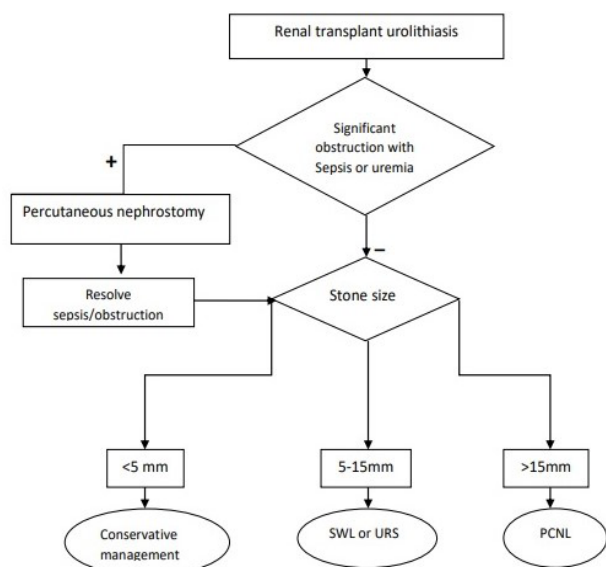 Renal transplant urolithiasis
Significant
obstruction with
Sepsis or uremia
+
Percutaneous nephrostomy
–
Resolve
sepsis/obstruction
Stone size
<5 mm
5-15mm
>15mm
Conservative
management
SWL or URS
PCNL